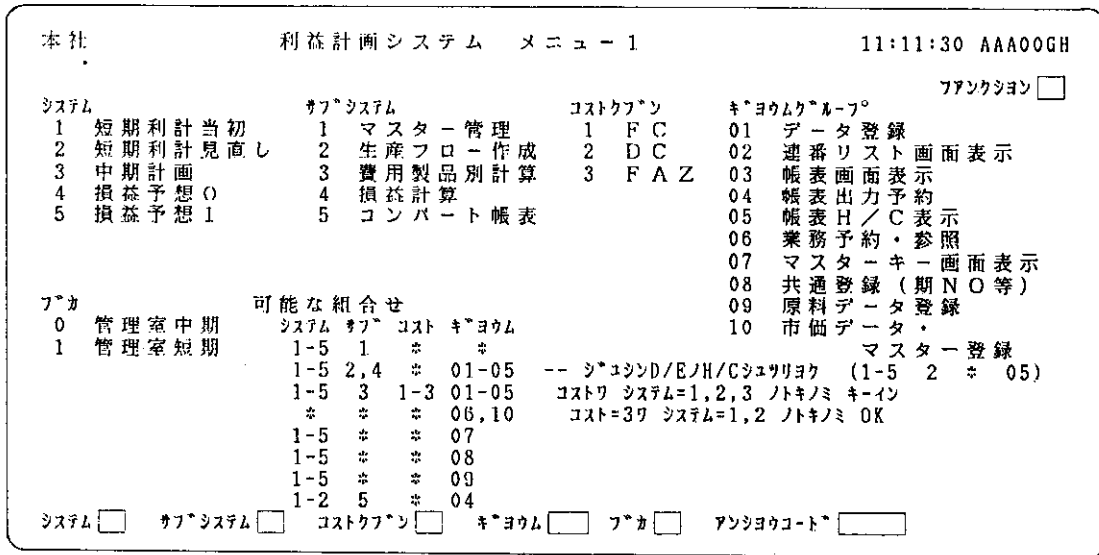 本社 利益計画システム メニュー1 11:11:30 AAA00GH
ファンクション
システム サブシステム コストクブン ギヨウムグループ
1 短期利計当初 1 マスター管理 1 FC 01 データ登録
2 短期利計見直し 2 生産フロー作成 2 DC 02 連番リスト画面表示
3 中期計画 3 費用製品別計算 3 FAZ 03 帳表画面表示
4 損益予想0 4 損益計算 04 帳表出力予約
5 損益予想1 5 コンパート帳表 05 帳表H/C表示
06 業務予約・参照
07 マスターキー画面表示
08 共通登録(期NO等)
ブカ 可能な組合せ 09 原料データ登録
0 管理室中期 システム サブ コスト ギヨウム 10 市価データ・
1 管理室短期 1-5 1 * * マスター登録
1-5 2,4 * 01-05 -- ジユシンD/EノH/Cシユツリヨク (1-5 2 * 05)
1-5 3 1-3 01-05 コストワ システム=1,2,3 ノトキノミ キーイン
* * * 06,10 コスト=3ワ システム=1,2 ノトキノミ OK
1-5 * * 07
1-5 * * 08
1-5 * * 09
1-2 5 * 04
システム サブシステム コストクブン ギヨウム ブカ アンシヨウコード